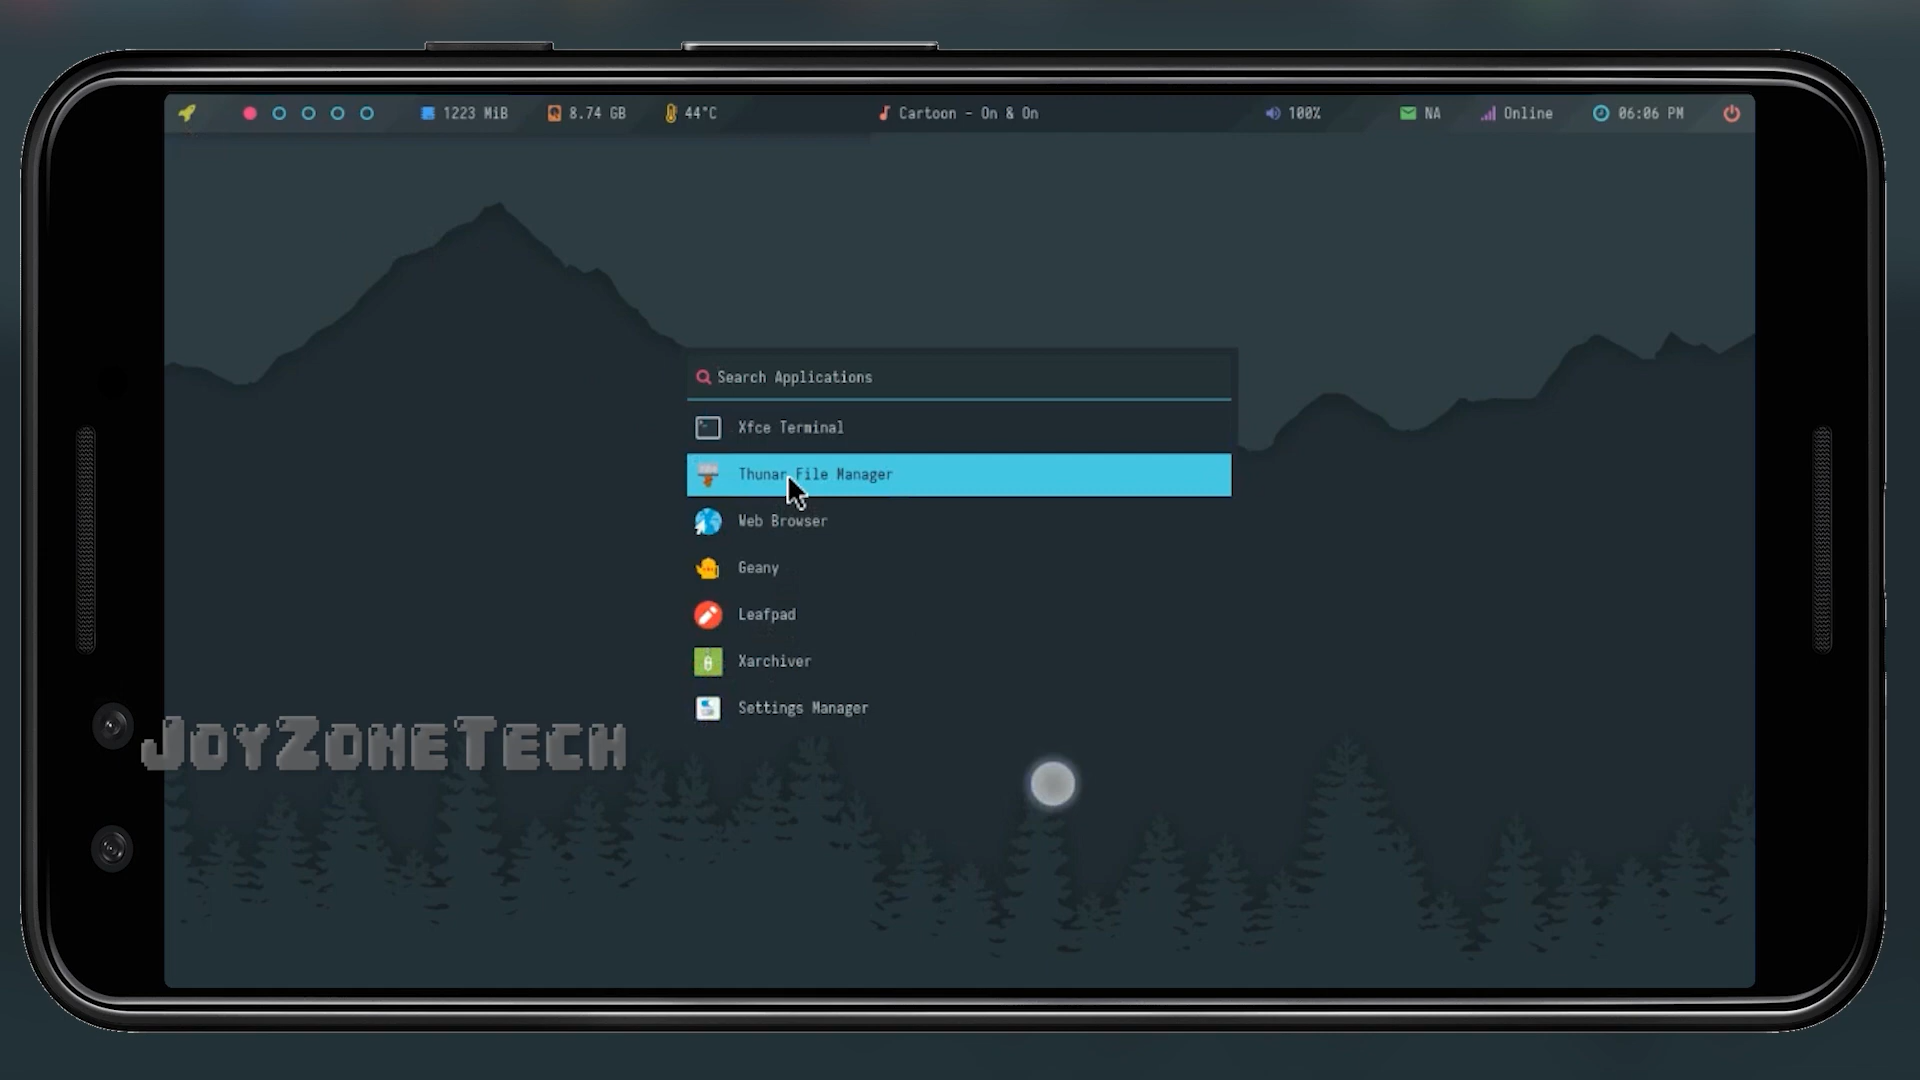 1223 MiB 8.74 GB 44°C Cartoon - On & On 100% NA Online 06:06 PM
Search Applications
Xfce Terminal
Thunar File Manager
Web Browser
Geany
Leafpad
Xarchiver
Settings Manager
JoyZoneTech